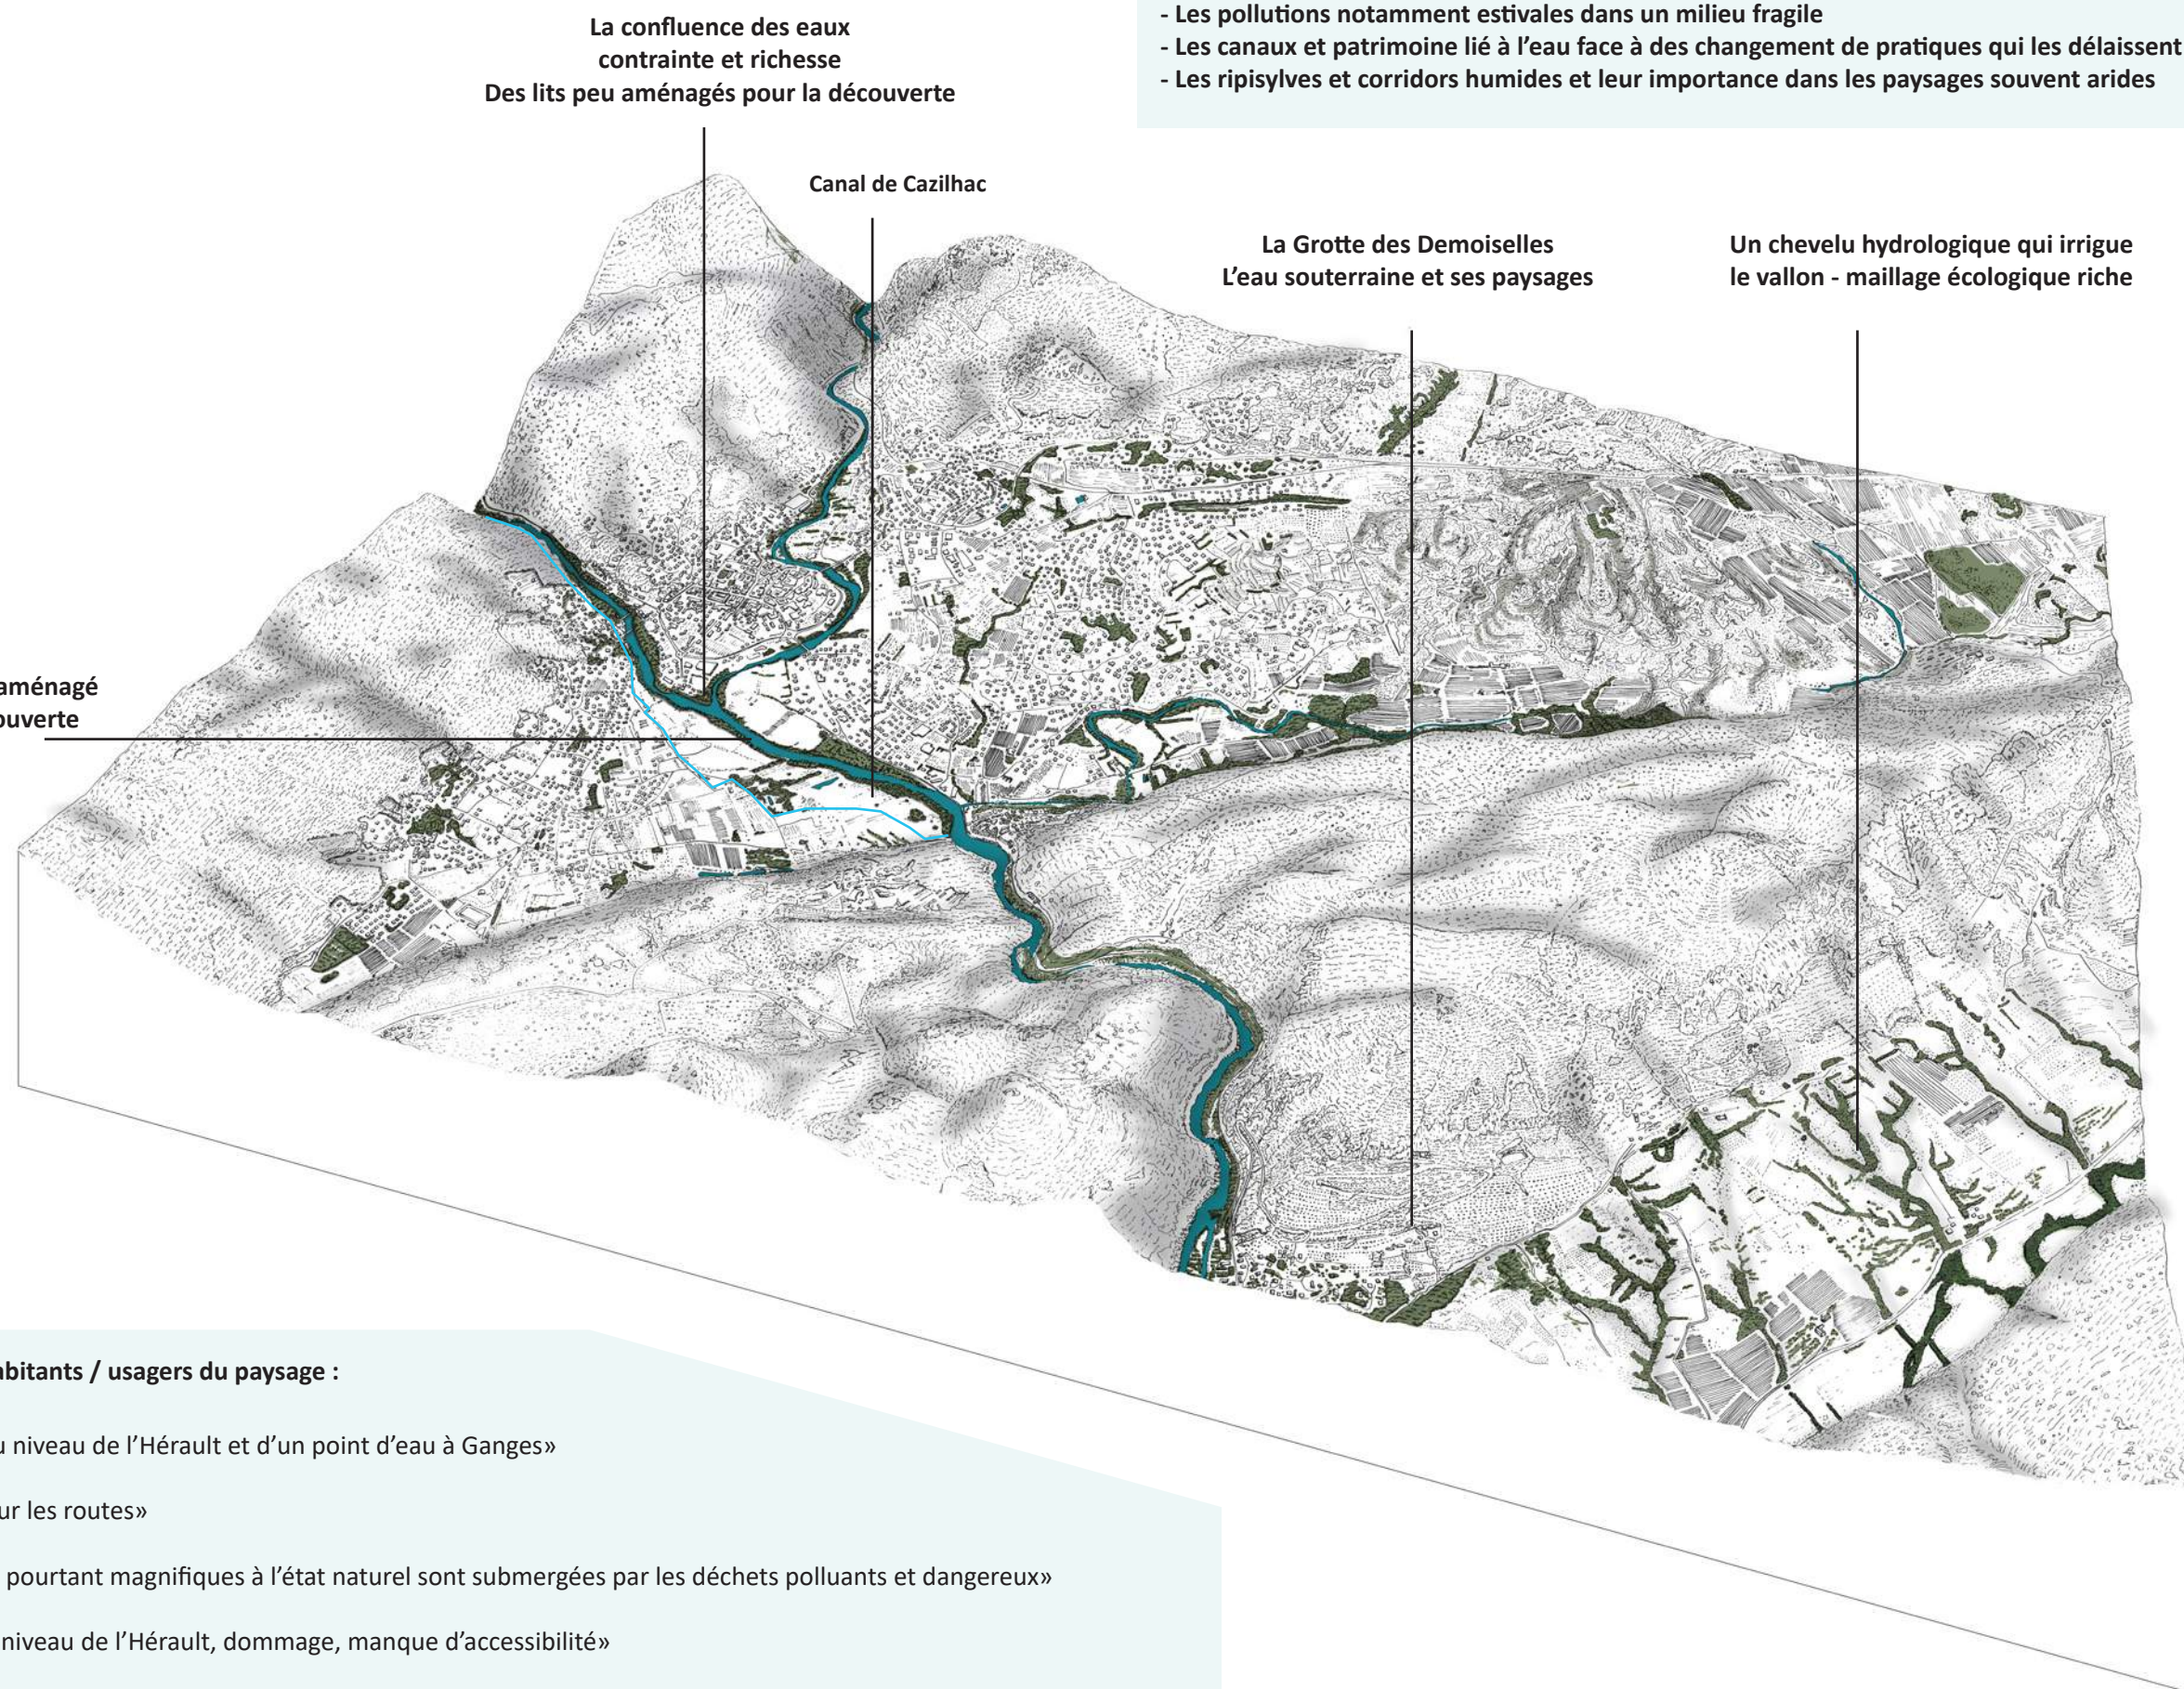 - Les pollutions notamment estivales dans un milieu fragile
- Les canaux et patrimoine lié à l'eau face à des changement de pratiques qui les délaissent
- Les ripisylves et corridors humides et leur importance dans les paysages souvent arides
La confluence des eaux
contrainte et richesse
Des lits peu aménagés pour la découverte
Canal de Cazilhac
La Grotte des Demoiselles
L'eau souterraine et ses paysages
Un chevelu hydrologique qui irrigue
le vallon - maillage écologique riche
aménagé
ouverte
abitants / usagers du paysage :
u niveau de l'Hérault et d'un point d'eau à Ganges»
ur les routes»
pourtant magnifiques à l'état naturel sont submergées par les déchets polluants et dangereux»
niveau de l'Hérault, dommage, manque d'accessibilité»